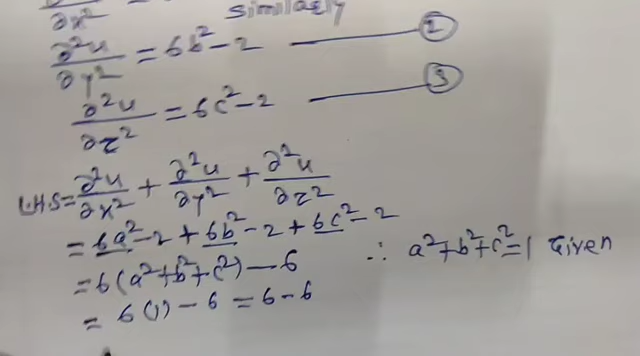 ∂x²
Similarly
∂²u/∂y² = 6b² - 2 ——— ②
∂²u/∂z² = 6c² - 2 ——— ③
LHS = ∂²u/∂x² + ∂²u/∂y² + ∂²u/∂z²
= 6a² - 2 + 6b² - 2 + 6c² - 2
= 6(a² + b² + c²) - 6 ∴ a² + b² + c² = 1 Given
= 6(1) - 6 = 6 - 6